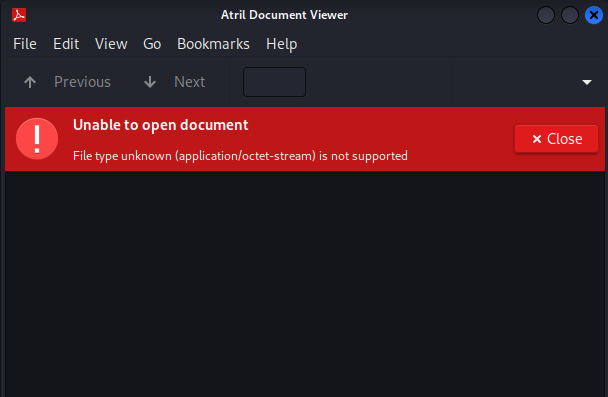 Atril Document Viewer
File Edit View Go Bookmarks Help
Previous Next
Unable to open document
File type unknown (application/octet-stream) is not supported
Close